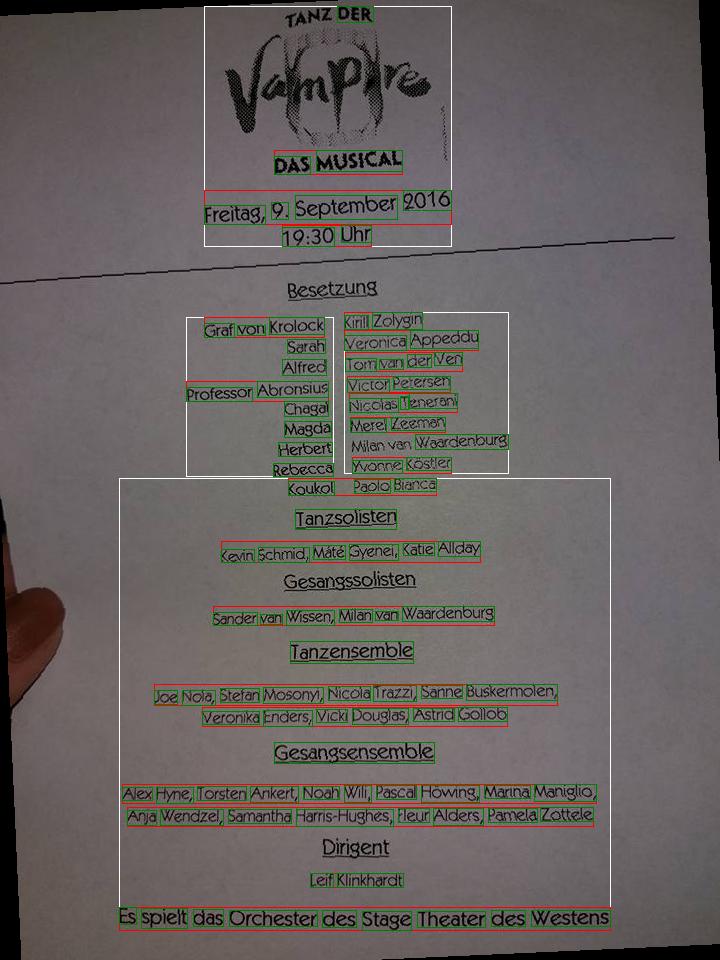 TANZ DER
Vampire
DAS MUSICAL
Freitag, 9. September 2016
19:30 Uhr
Besetzung
Graf von Krolock Kirill Zolygin
Sarah Veronica Appeddu
Alfred Tom van der Ven
Professor Abronsius Victor Petersen
Chagal Nicolas Tenerani
Magda Merel Zeeman
Herbert Milan van Waardenburg
Rebecca Yvonne Köstler
Koukol Paolo Bianca
Tanzsolisten
Kevin Schmid, Máté Gyenei, Katie Allday
Gesangssolisten
Sander van Wissen, Milan van Waardenburg
Tanzensemble
Joe Nola, Stefan Mosonyi, Nicola Trazzi, Sanne Buskermolen,
Veronika Enders, Vicki Douglas, Astrid Gollob
Gesangsensemble
Alex Hyne, Torsten Ankert, Noah Wili, Pascal Höwing, Marina Maniglio,
Anja Wendzel, Samantha Harris-Hughes, Fleur Alders, Pamela Zottele
Dirigent
Leif Klinkhardt
Es spielt das Orchester des Stage Theater des Westens